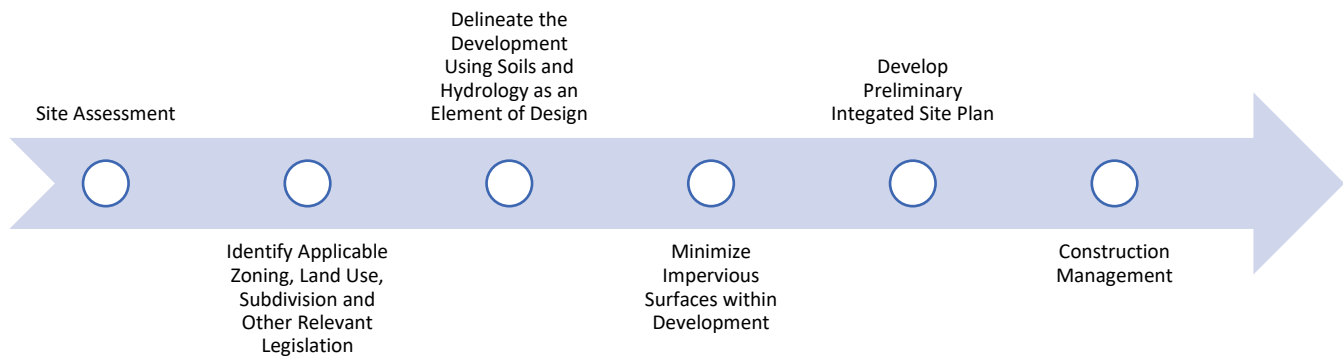 Site Assessment
Identify Applicable
Zoning, Land Use,
Subdivision and
Other Relevant
Legislation
Delineate the
Development
Using Soils and
Hydrology as an
Element of Design
Minimize
Impervious
Surfaces within
Development
Develop
Preliminary
Integated Site Plan
Construction
Management